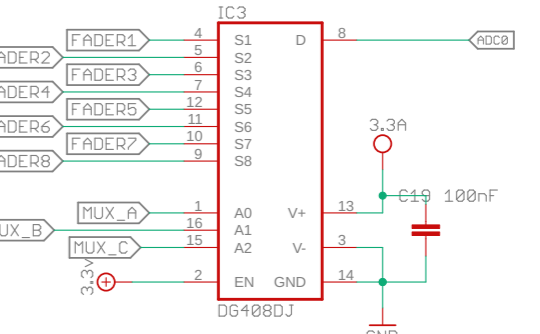 IC3
FADER1 4 S1 D 8 ADC0
ADER2 5 S2
FADER3 6 S3
ADER4 7 S4
FADER5 12 S5
ADER6 11 S6
FADER7 10 S7
ADER8 9 S8
3.3A
C19 100nF
MUX_A 1 A0 V+ 13
UX_B 16 A1
MUX_C 15 A2 V- 3
3.3v 2 EN GND 14
DG408DJ
GND